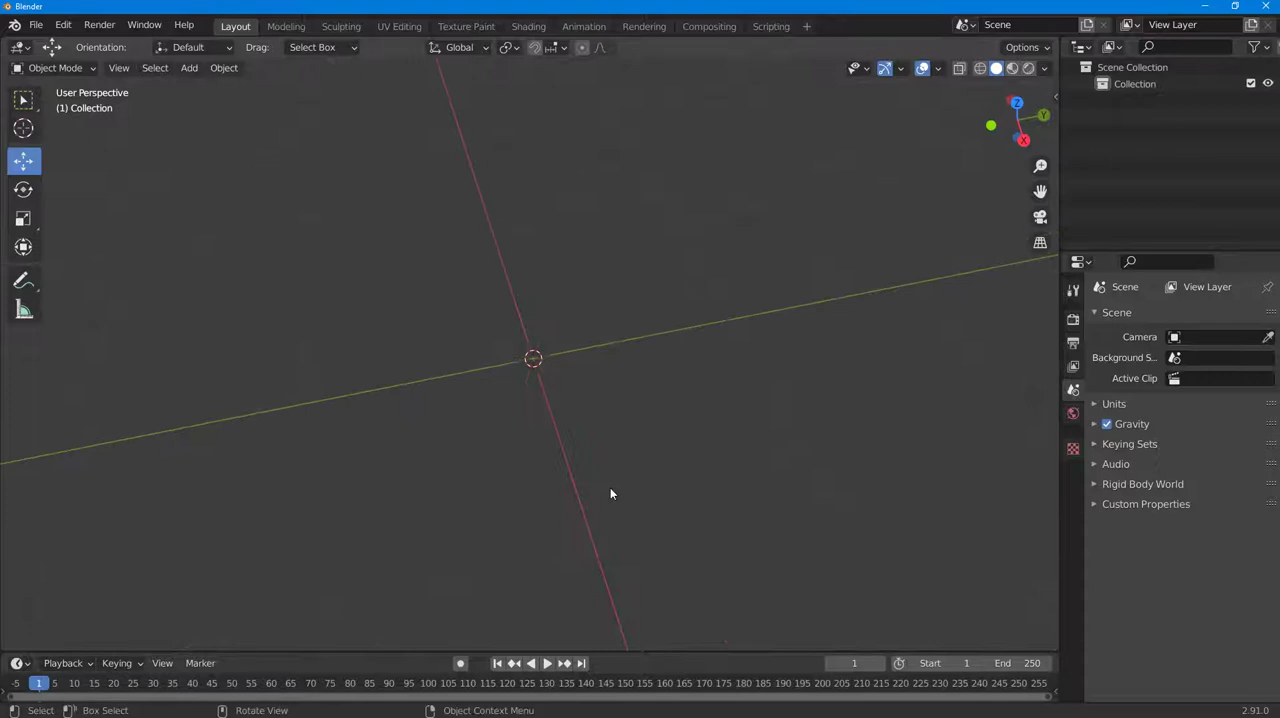 Blender
File Edit Render Window Help Layout Modeling Sculpting UV Editing Texture Paint Shading Animation Rendering Compositing Scripting + Scene View Layer
Orientation: Default Drag: Select Box Global Options
Object Mode View Select Add Object
User Perspective
(1) Collection
Z
Y
X
Scene Collection
Collection
Scene View Layer
Scene
Camera
Background S...
Active Clip
Units
Gravity
Keying Sets
Audio
Rigid Body World
Custom Properties
Playback Keying View Marker 1 Start 1 End 250
-5 1 5 10 15 20 25 30 35 40 45 50 55 60 65 70 75 80 85 90 95 100 105 110 115 120 125 130 135 140 145 150 155 160 165 170 175 180 185 190 195 200 205 210 215 220 225 230 235 240 245 250 255
Select Box Select Rotate View Object Context Menu 2.91.0